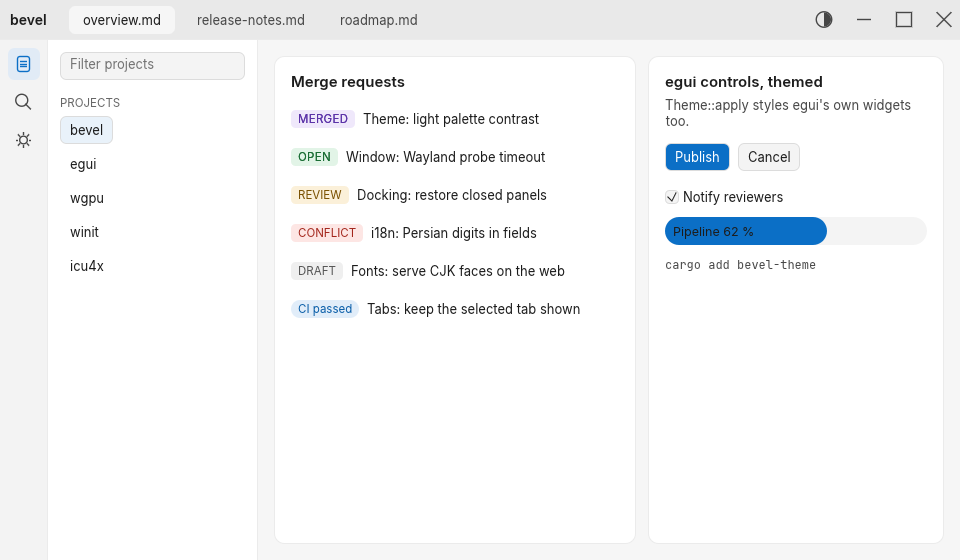 bevel
overview.md
release-notes.md
roadmap.md
Filter projects
PROJECTS
bevel
egui
wgpu
winit
icu4x
Merge requests
MERGED Theme: light palette contrast
OPEN Window: Wayland probe timeout
REVIEW Docking: restore closed panels
CONFLICT i18n: Persian digits in fields
DRAFT Fonts: serve CJK faces on the web
CI passed Tabs: keep the selected tab shown
egui controls, themed
Theme::apply styles egui's own widgets
too.
Publish Cancel
Notify reviewers
Pipeline 62 %
cargo add bevel-theme